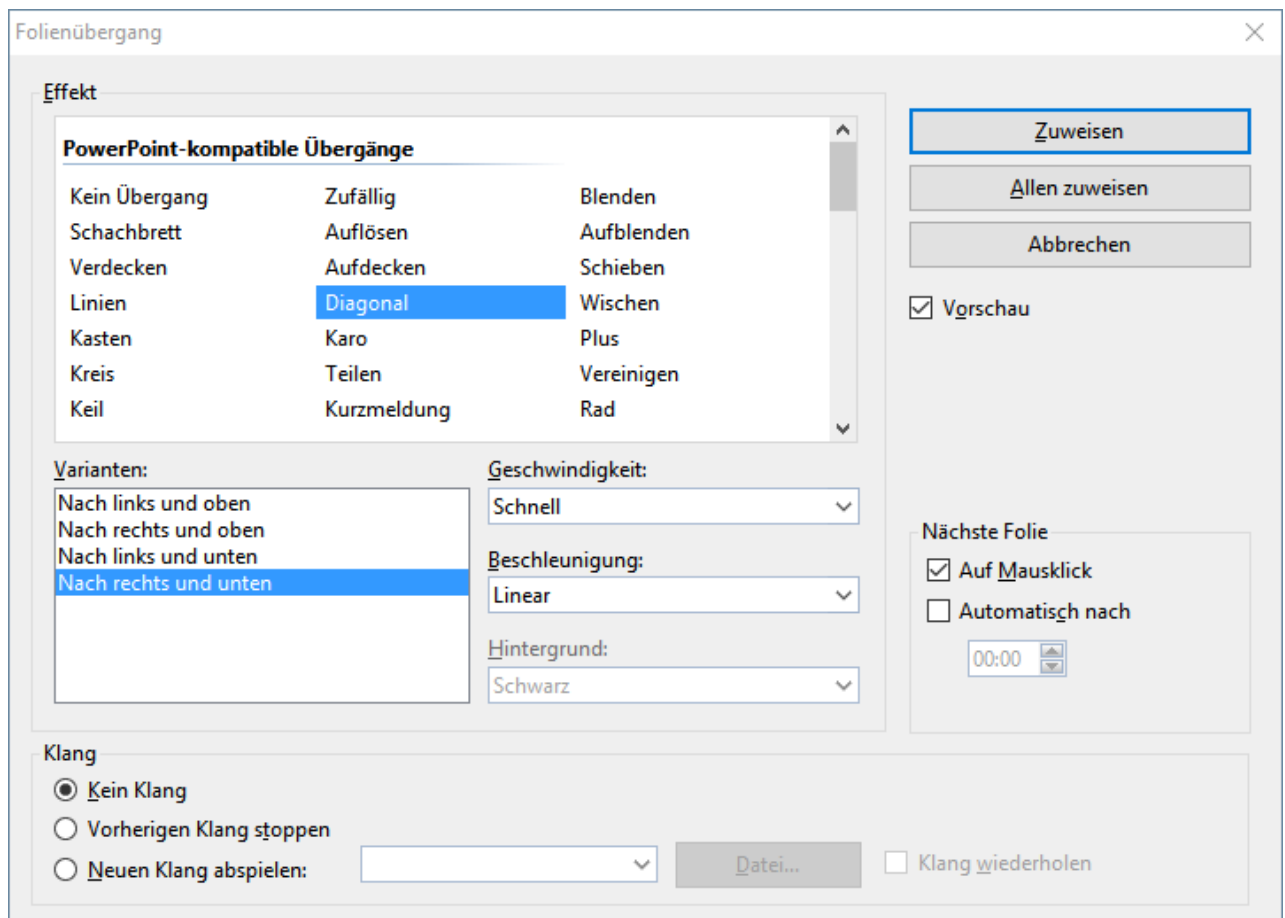 Folienübergang
Effekt
PowerPoint-kompatible Übergänge
Kein Übergang Zufällig Blenden
Schachbrett Auflösen Aufblenden
Verdecken Aufdecken Schieben
Linien Diagonal Wischen
Kasten Karo Plus
Kreis Teilen Vereinigen
Keil Kurzmeldung Rad
Zuweisen
Allen zuweisen
Abbrechen
Vorschau
Varianten:
Nach links und oben
Nach rechts und oben
Nach links und unten
Nach rechts und unten
Geschwindigkeit:
Schnell
Beschleunigung:
Linear
Hintergrund:
Schwarz
Nächste Folie
Auf Mausklick
Automatisch nach
00:00
Klang
Kein Klang
Vorherigen Klang stoppen
Neuen Klang abspielen: Datei... Klang wiederholen